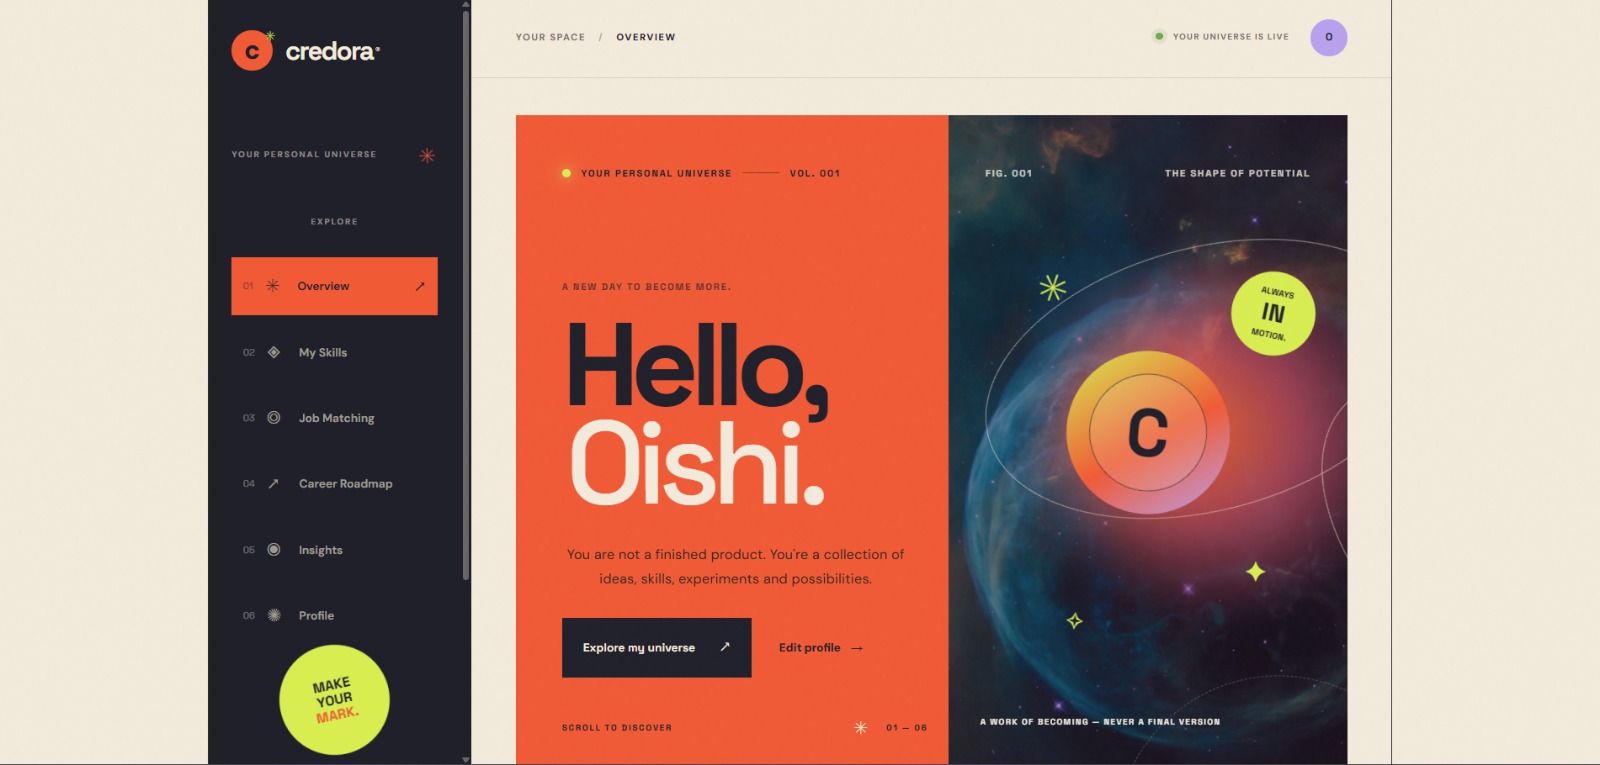 c credora®
YOUR PERSONAL UNIVERSE
EXPLORE
01 Overview ↗
02 My Skills
03 Job Matching
04 Career Roadmap
05 Insights
06 Profile
MAKE
YOUR
MARK.
YOUR SPACE / OVERVIEW
YOUR UNIVERSE IS LIVE
O
YOUR PERSONAL UNIVERSE VOL. 001
A NEW DAY TO BECOME MORE.
Hello,
Oishi.
You are not a finished product. You're a collection of
ideas, skills, experiments and possibilities.
Explore my universe ↗
Edit profile →
SCROLL TO DISCOVER
01 — 06
FIG. 001
THE SHAPE OF POTENTIAL
ALWAYS
IN
MOTION.
C
A WORK OF BECOMING — NEVER A FINAL VERSION